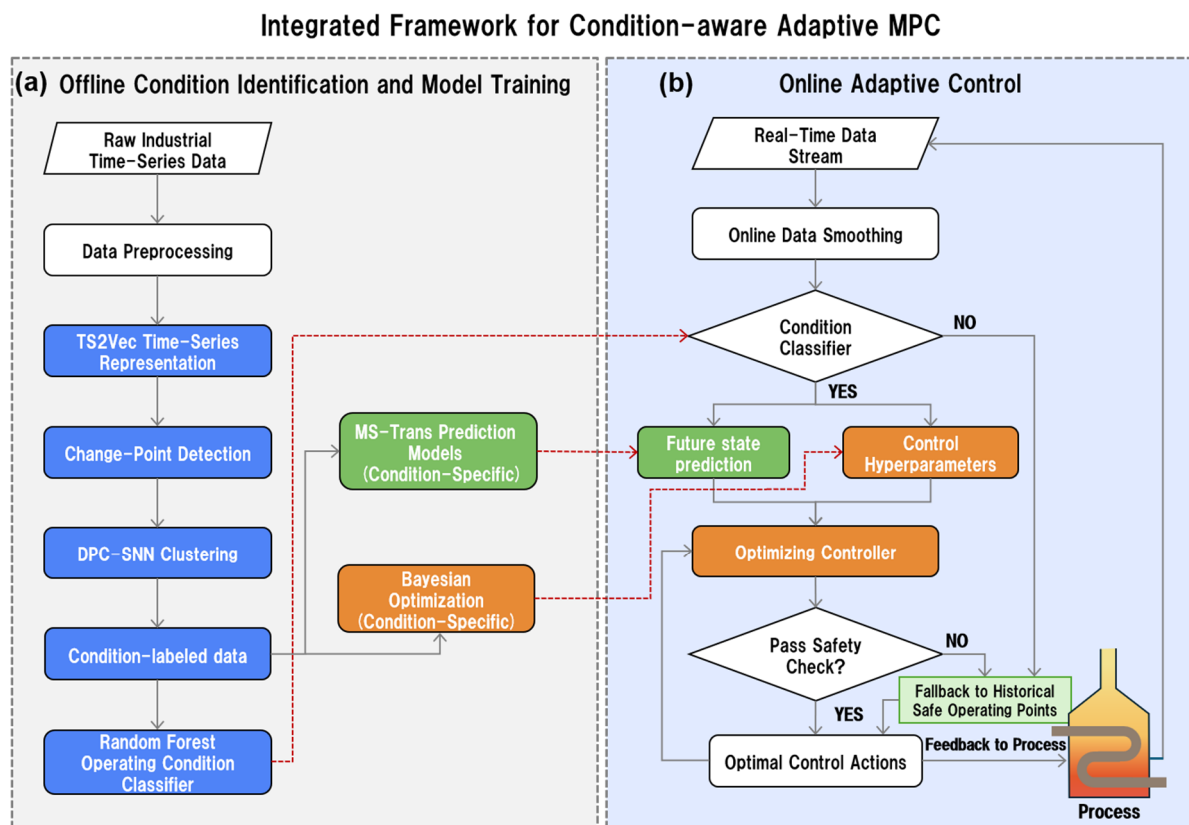 Integrated Framework for Condition-aware Adaptive MPC
(a) Offline Condition Identification and Model Training
Raw Industrial
Time-Series Data
Data Preprocessing
TS2Vec Time-Series
Representation
Change-Point Detection
DPC-SNN Clustering
Condition-labeled data
Random Forest
Operating Condition
Classifier
MS-Trans Prediction
Models
(Condition-Specific)
Bayesian
Optimization
(Condition-Specific)
(b) Online Adaptive Control
Real-Time Data
Stream
Online Data Smoothing
Condition
Classifier
NO
YES
Future state
prediction
Control
Hyperparameters
Optimizing Controller
Pass Safety
Check?
NO
YES
Fallback to Historical
Safe Operating Points
Optimal Control Actions
Feedback to Process
Process